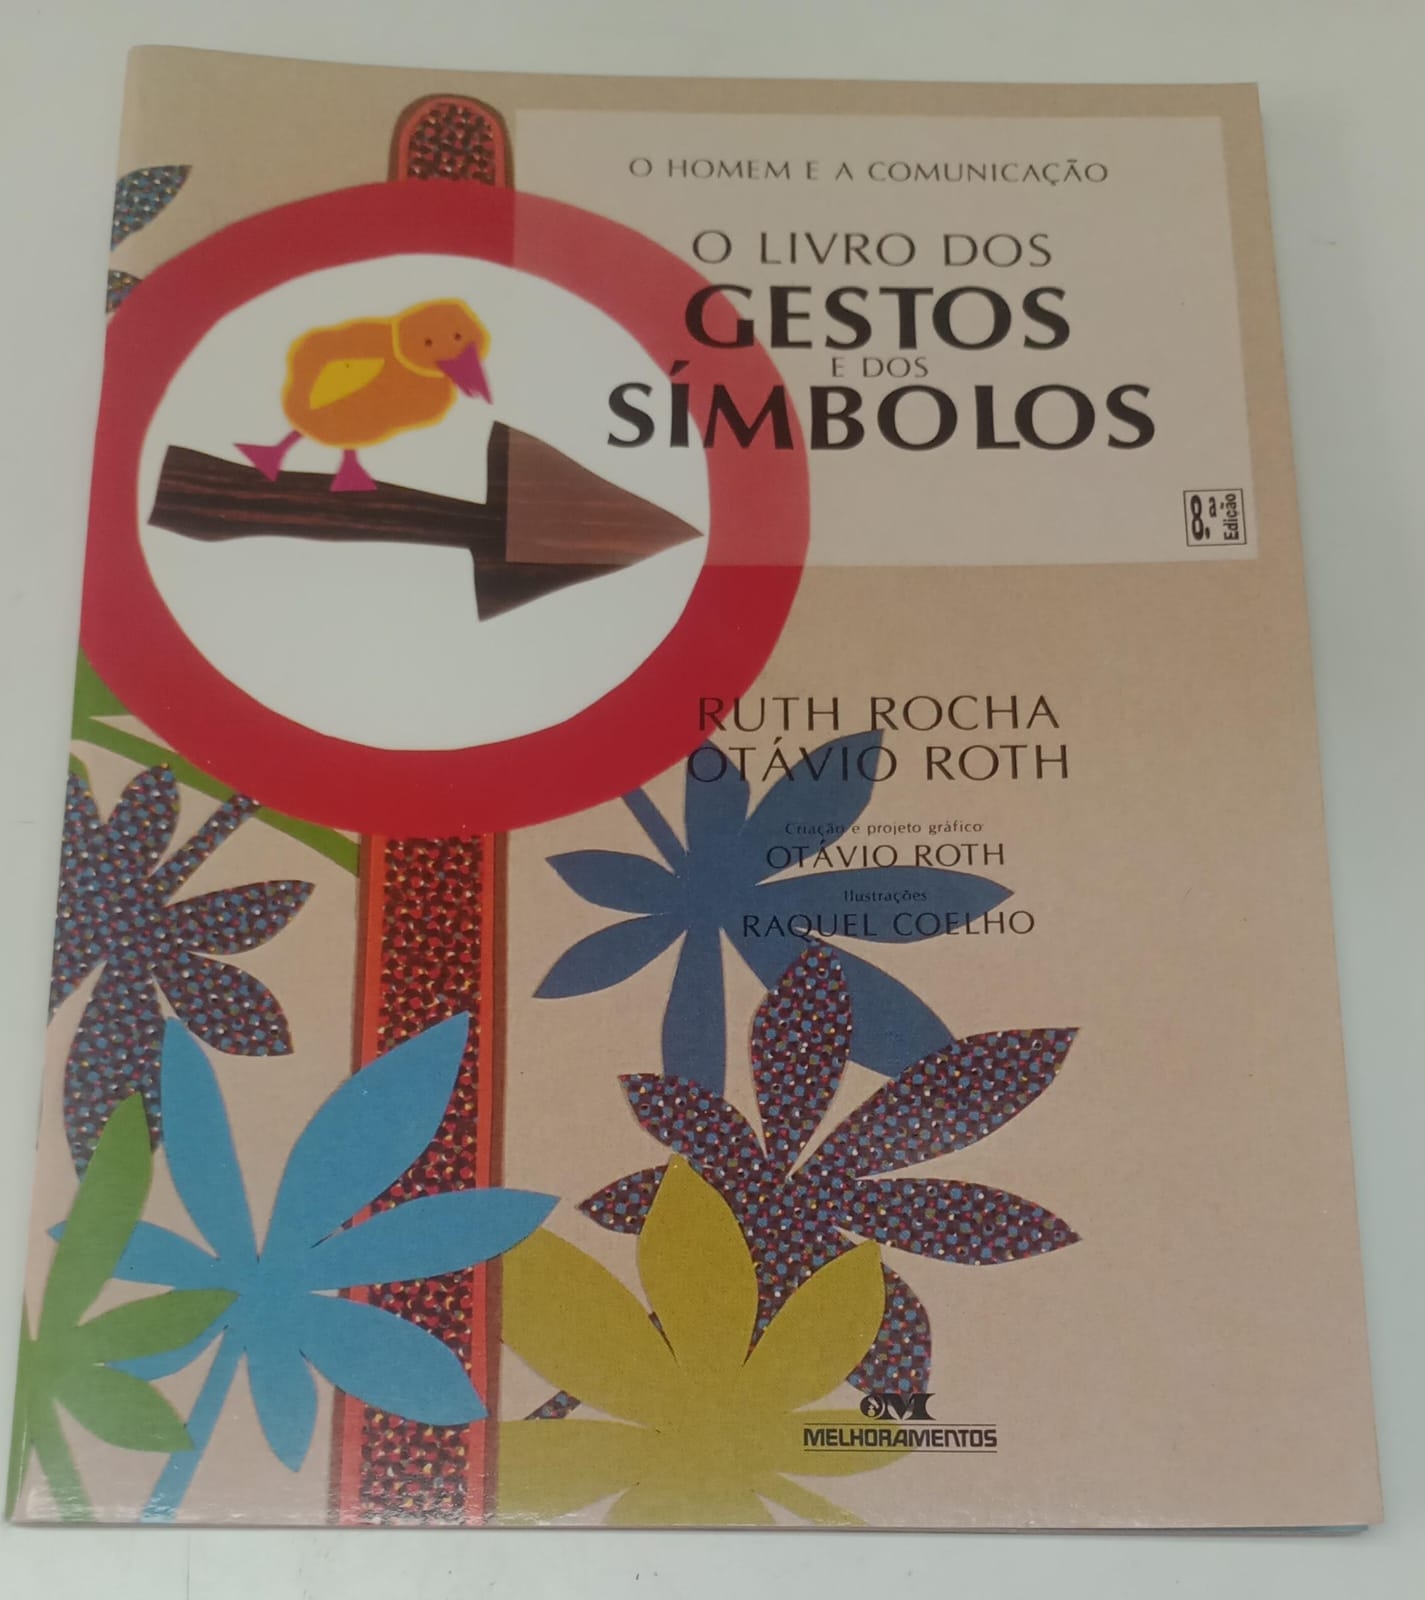 O HOMEM E A COMUNICAÇÃO
O LIVRO DOS
GESTOS
E DOS
SÍMBOLOS
8ª
Edição
RUTH ROCHA
OTÁVIO ROTH
Criação e projeto gráfico
OTÁVIO ROTH
Ilustrações
RAQUEL COELHO
MELHORAMENTOS